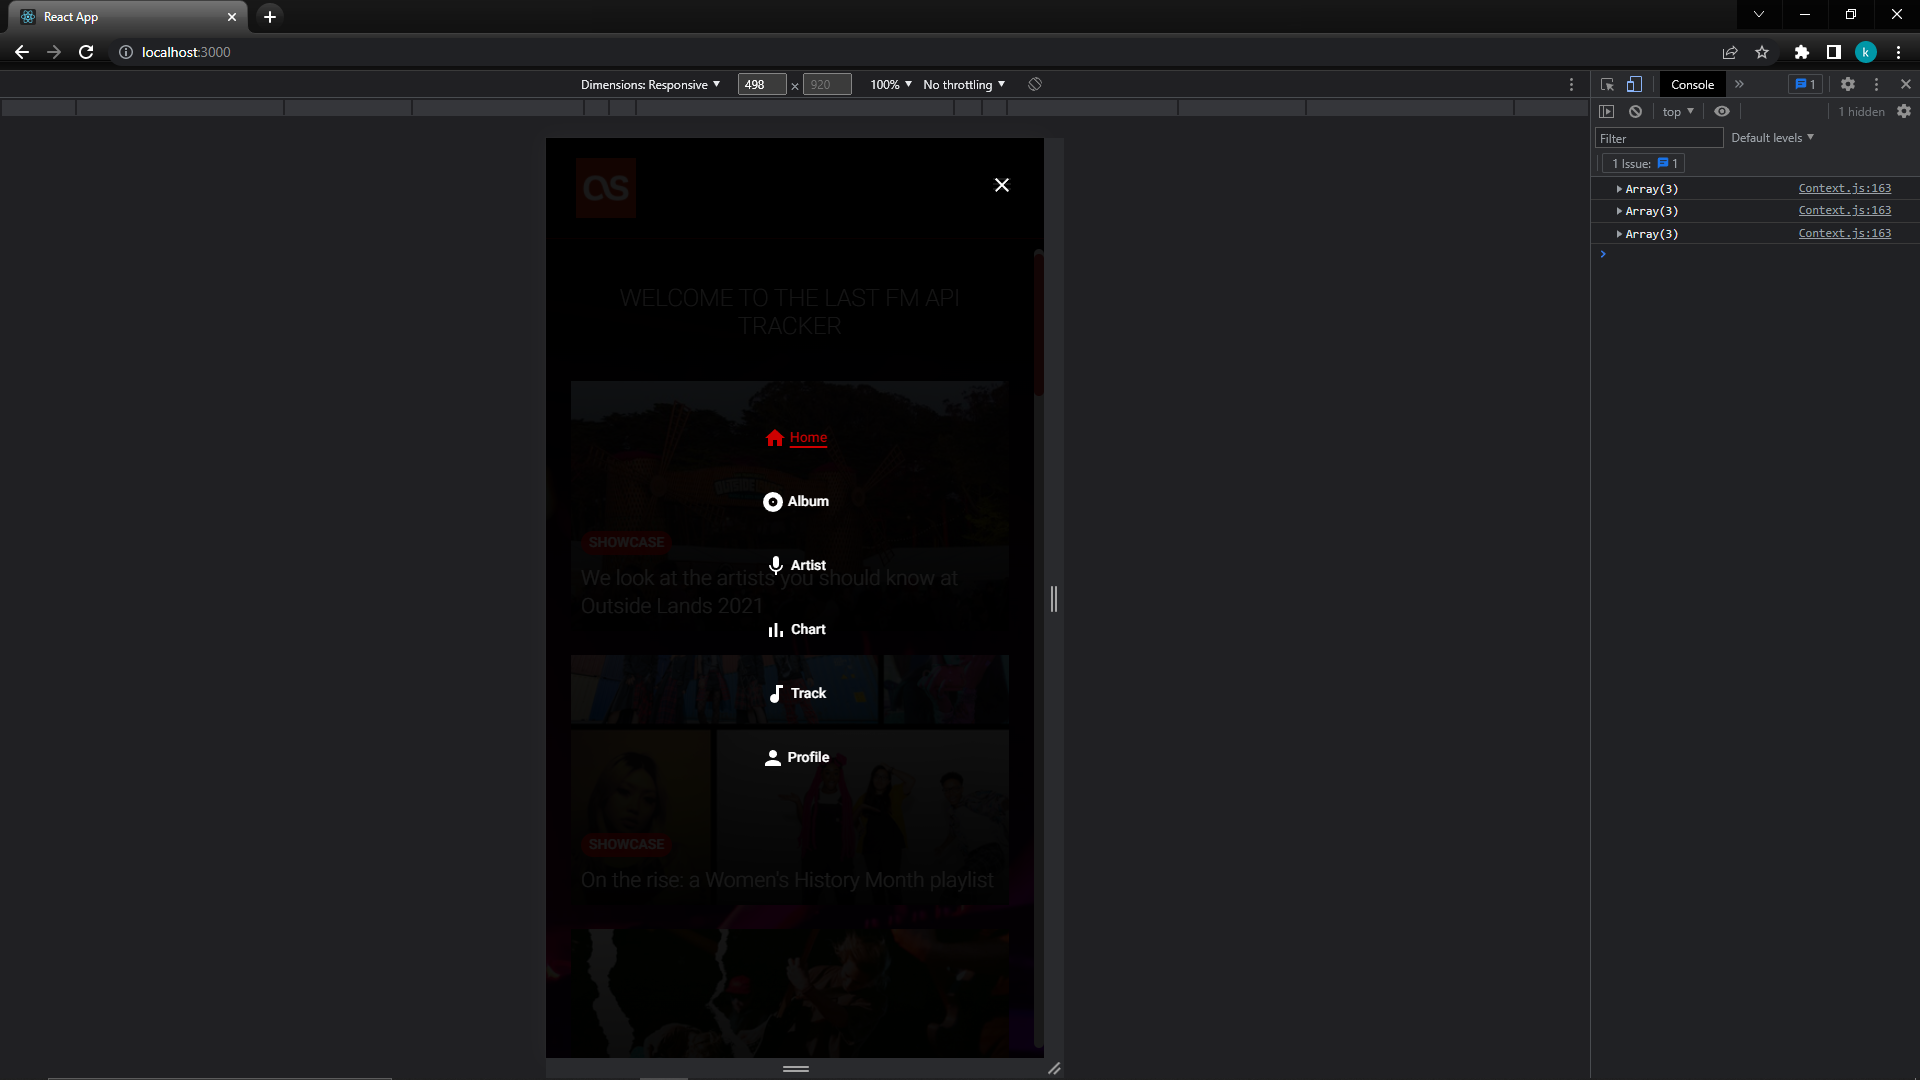 React App
localhost:3000
k
Dimensions: Responsive
498
×
920
100%
No throttling
Console
1
top
1 hidden
Filter
Default levels
1 Issue:
1
Array(3)
Context.js:163
Array(3)
Context.js:163
Array(3)
Context.js:163
WELCOME TO THE LAST FM API
TRACKER
Home
Album
SHOWCASE
Artist
We look at the artists you should know at
Outside Lands 2021
Chart
Track
Profile
SHOWCASE
On the rise: a Women's History Month playlist